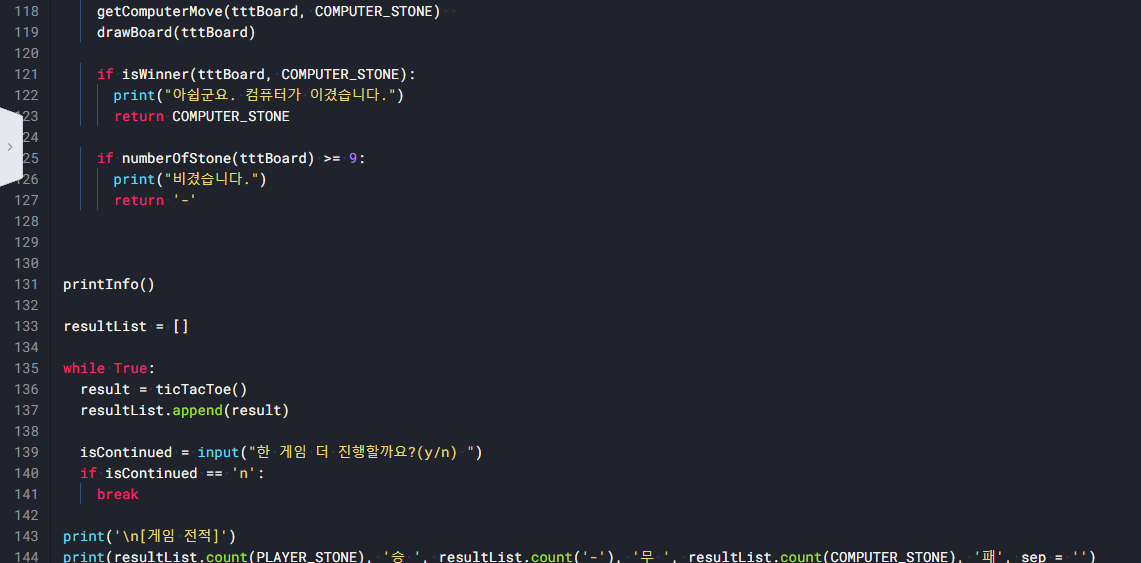 118 getComputerMove(tttBoard, COMPUTER_STONE)
119 drawBoard(tttBoard)
120
121 if isWinner(tttBoard, COMPUTER_STONE):
122 print("아쉽군요. 컴퓨터가 이겼습니다.")
23 return COMPUTER_STONE
24
25 if numberOfStone(tttBoard) >= 9:
26 print("비겼습니다.")
127 return '-'
128
129
130
131 printInfo()
132
133 resultList = []
134
135 while True:
136 result = ticTacToe()
137 resultList.append(result)
138
139 isContinued = input("한 게임 더 진행할까요?(y/n) ")
140 if isContinued == 'n':
141 break
142
143 print('\n[게임 전적]')
144 print(resultList.count(PLAYER_STONE), '승 ', resultList.count('-'), '무 ', resultList.count(COMPUTER_STONE), '패', sep = '')